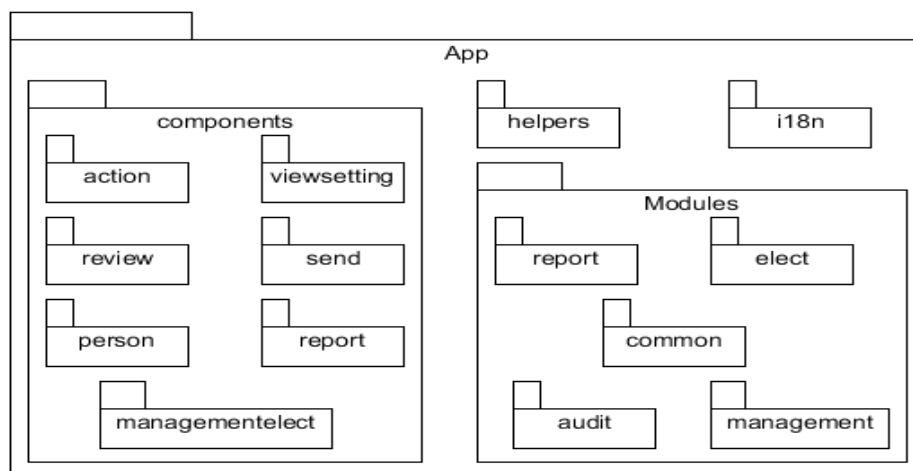 App
components
action
viewsetting
review
send
person
report
managementelect
helpers
i18n
Modules
report
elect
common
audit
management